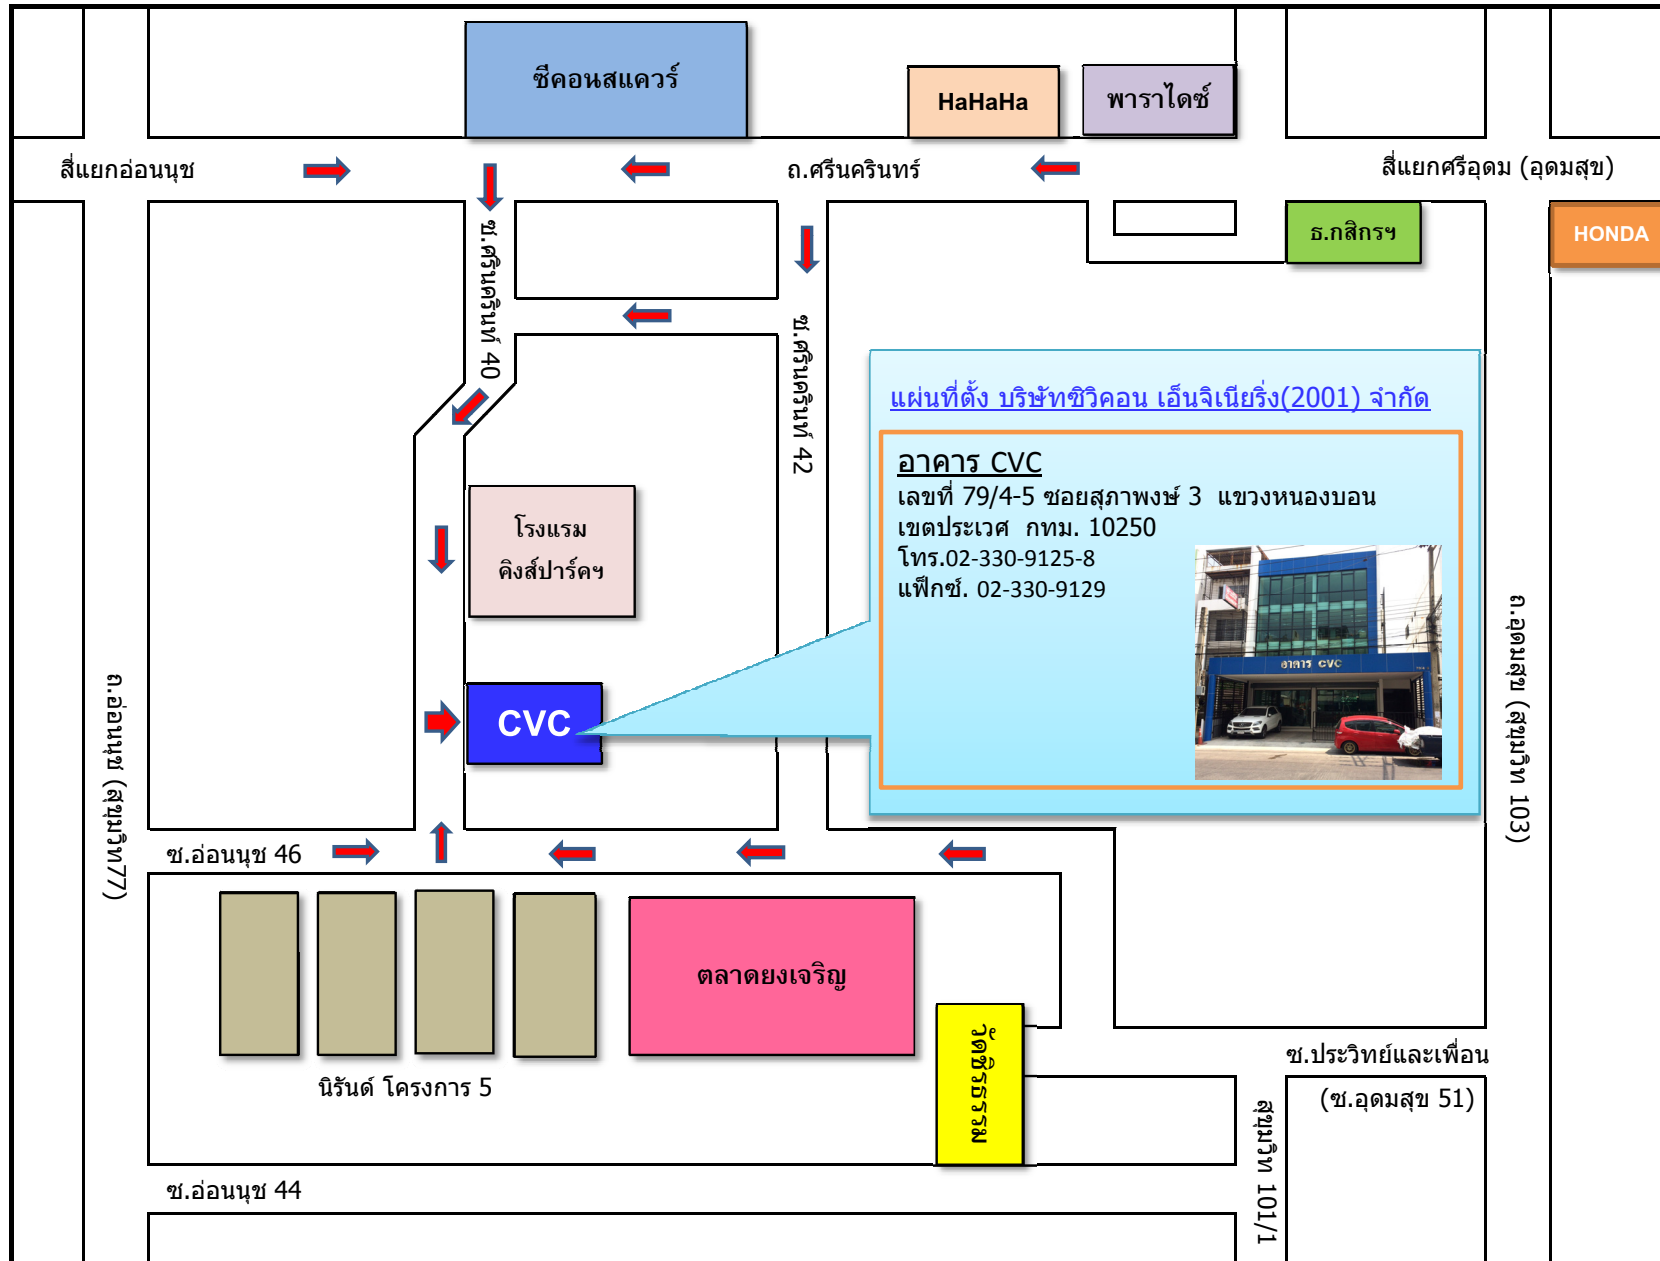 ซีคอนสแควร์
HaHaHa
พาราไดซ์
สี่แยกอ่อนนุช
ถ.ศรีนครินทร์
สี่แยกศรีอุดม (อุดมสุข)
ธ.กสิกรฯ
HONDA
ซ.ศรีนครินท์ 40
ซ.ศรีนครินท์ 42
แผ่นที่ตั้ง บริษัทซิวิคอน เอ็นจิเนียริ่ง(2001) จำกัด
อาคาร CVC
เลขที่ 79/4-5 ซอยสุภาพงษ์ 3 แขวงหนองบอน
เขตประเวศ กทม. 10250
โทร.02-330-9125-8
แฟ็กซ์. 02-330-9129
อาคาร CVC
โรงแรม
คิงส์ปาร์คฯ
CVC
ถ.อ่อนนุช (สุขุมวิท77)
ถ.อุดมสุข (สุขุมวิท 103)
ซ.อ่อนนุช 46
ตลาดยงเจริญ
วัดชิรธรรม
นิรันด์ โครงการ 5
ซ.ประวิทย์และเพื่อน
(ซ.อุดมสุข 51)
สุขุมวิท 101/1
ซ.อ่อนนุช 44